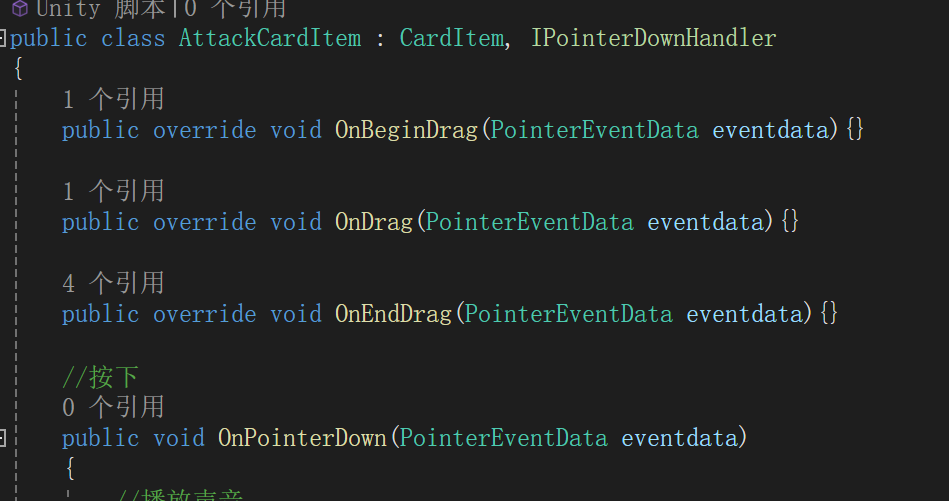 Unity 脚本|0 个引用
public class AttackCardItem : CardItem, IPointerDownHandler
{
1 个引用
public override void OnBeginDrag(PointerEventData eventdata){}
1 个引用
public override void OnDrag(PointerEventData eventdata){}
4 个引用
public override void OnEndDrag(PointerEventData eventdata){}
//按下
0 个引用
public void OnPointerDown(PointerEventData eventdata)
{
//播放声音